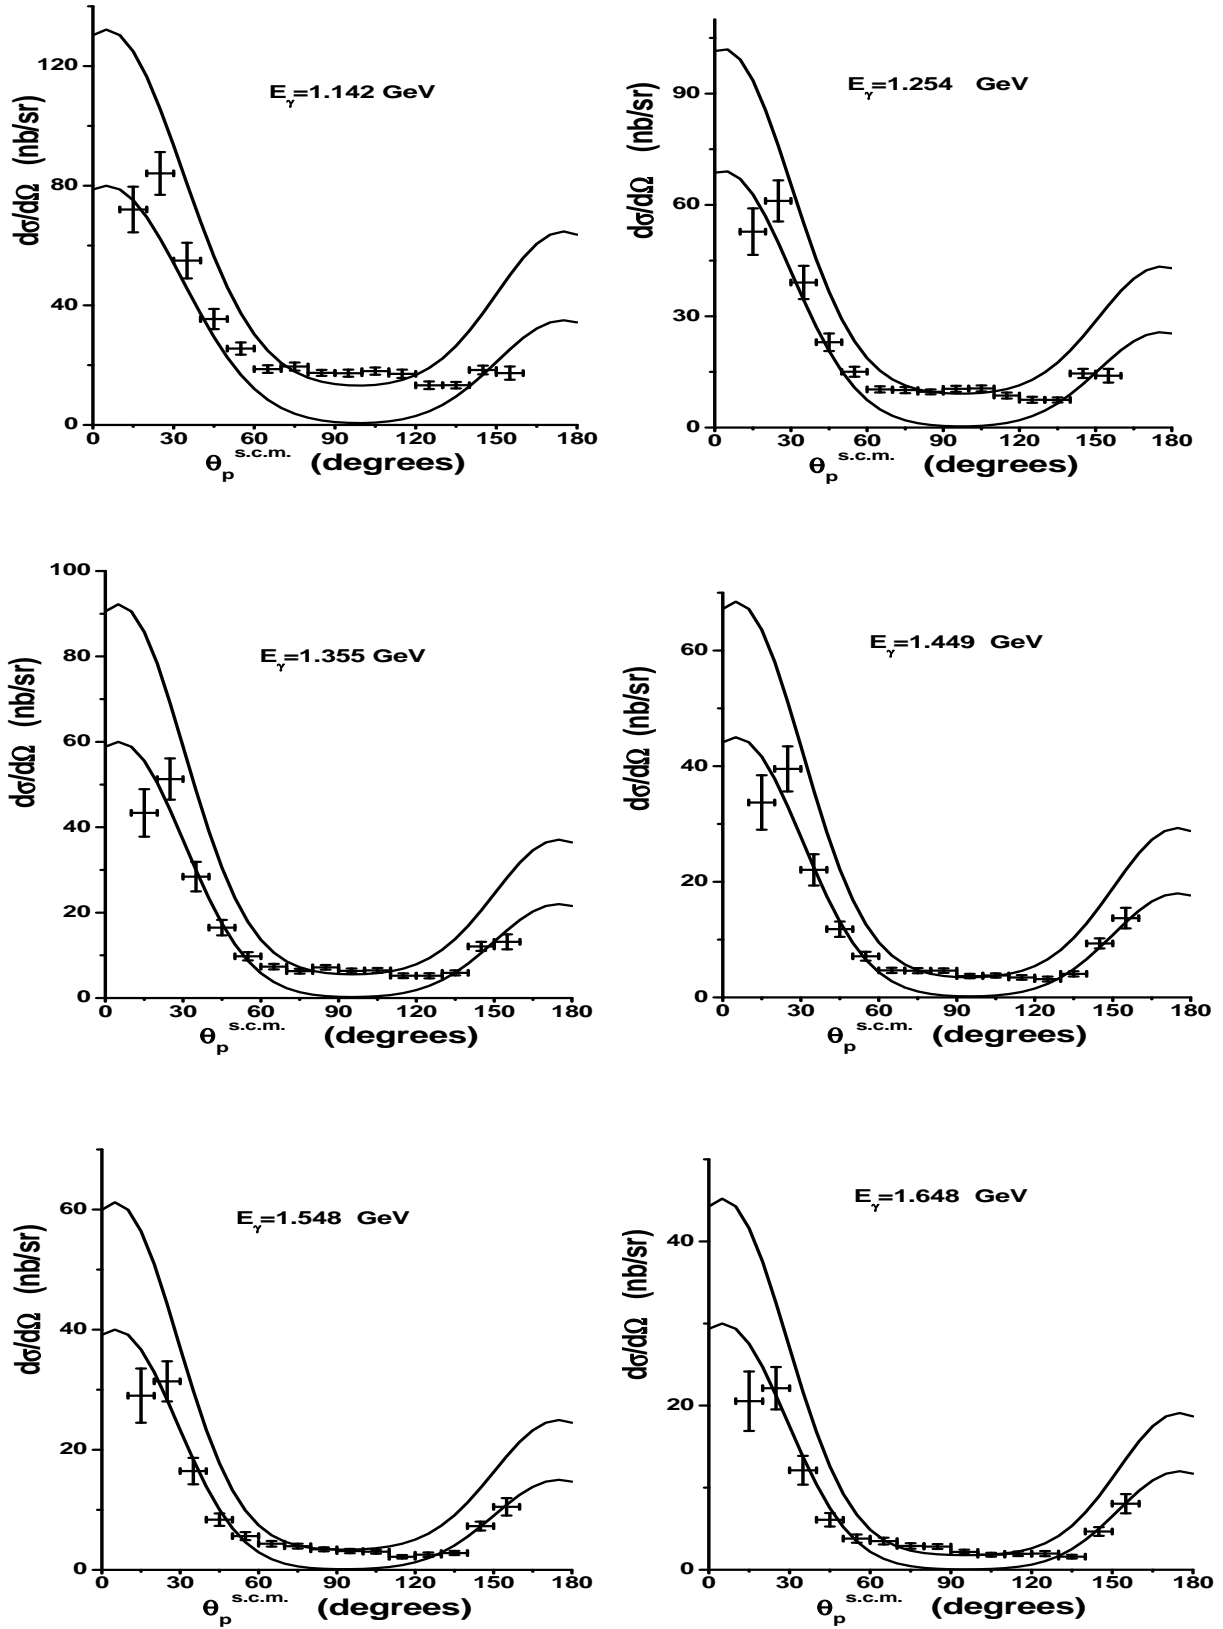 E_γ=1.142 GeV
dσ/dΩ (nb/sr)
120
80
40
0
0 30 60 90 120 150 180
θ_p^s.c.m. (degrees)
E_γ=1.254 GeV
dσ/dΩ (nb/sr)
90
60
30
0
0 30 60 90 120 150 180
θ_p^s.c.m. (degrees)
E_γ=1.355 GeV
dσ/dΩ (nb/sr)
100
80
60
40
20
0
0 30 60 90 120 150 180
θ_p^s.c.m. (degrees)
E_γ=1.449 GeV
dσ/dΩ (nb/sr)
60
40
20
0
0 30 60 90 120 150 180
θ_p^s.c.m. (degrees)
E_γ=1.548 GeV
dσ/dΩ (nb/sr)
60
40
20
0
0 30 60 90 120 150 180
θ_p^s.c.m. (degrees)
E_γ=1.648 GeV
dσ/dΩ (nb/sr)
40
20
0
0 30 60 90 120 150 180
θ_p^s.c.m. (degrees)